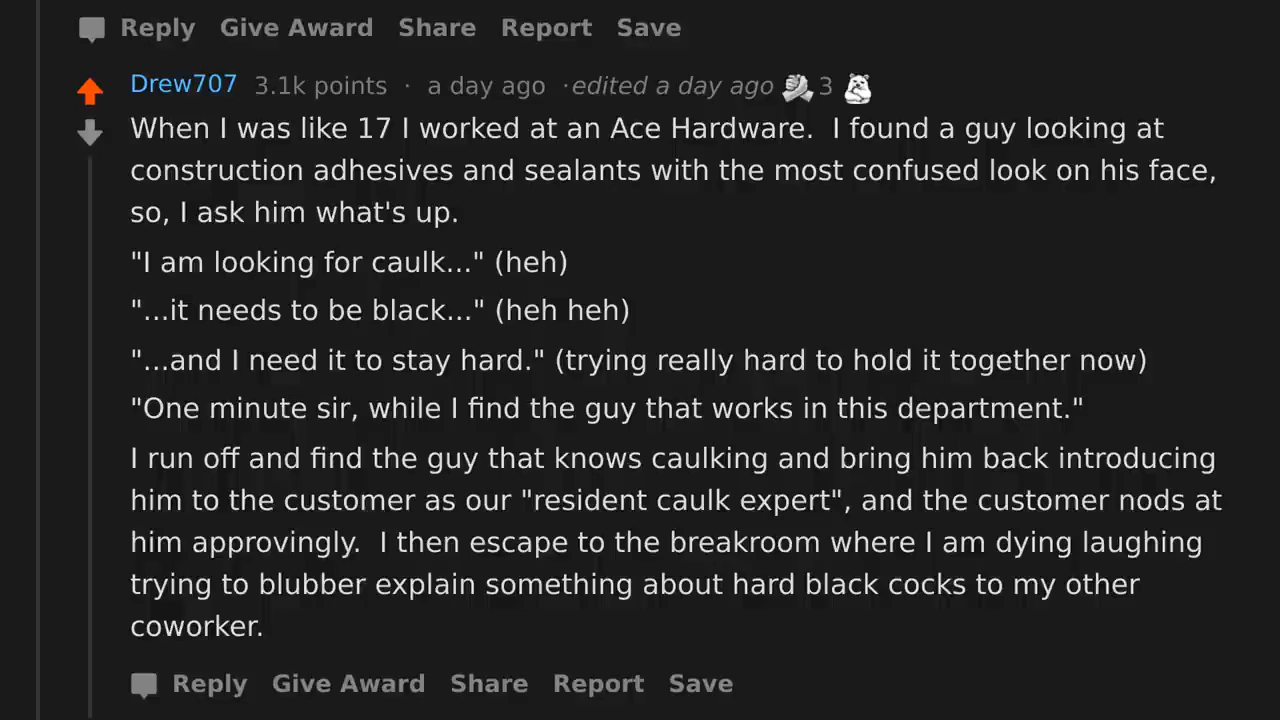 Reply Give Award Share Report Save
Drew707 3.1k points · a day ago ·edited a day ago 3
When I was like 17 I worked at an Ace Hardware.  I found a guy looking at
construction adhesives and sealants with the most confused look on his face,
so, I ask him what's up.
"I am looking for caulk..." (heh)
"...it needs to be black..." (heh heh)
"...and I need it to stay hard." (trying really hard to hold it together now)
"One minute sir, while I find the guy that works in this department."
I run off and find the guy that knows caulking and bring him back introducing
him to the customer as our "resident caulk expert", and the customer nods at
him approvingly.  I then escape to the breakroom where I am dying laughing
trying to blubber explain something about hard black cocks to my other
coworker.
Reply Give Award Share Report Save